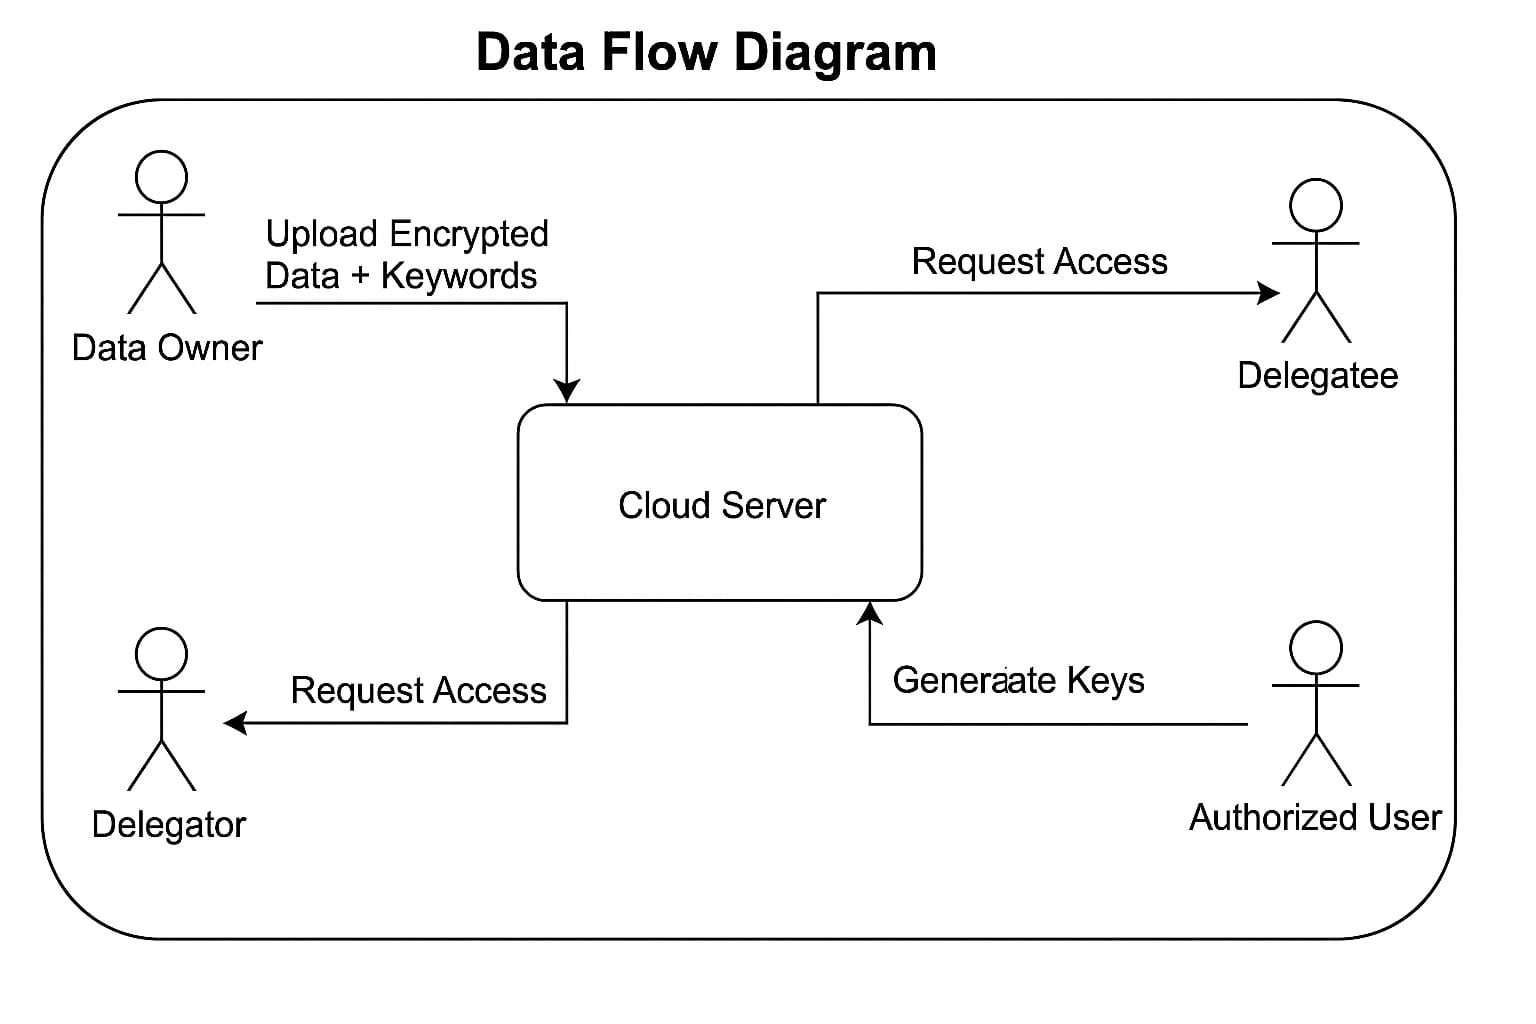 Data Flow Diagram
Upload Encrypted
Data + Keywords
Data Owner
Request Access
Delegatee
Cloud Server
Request Access
Generaate Keys
Delegator
Authorized User